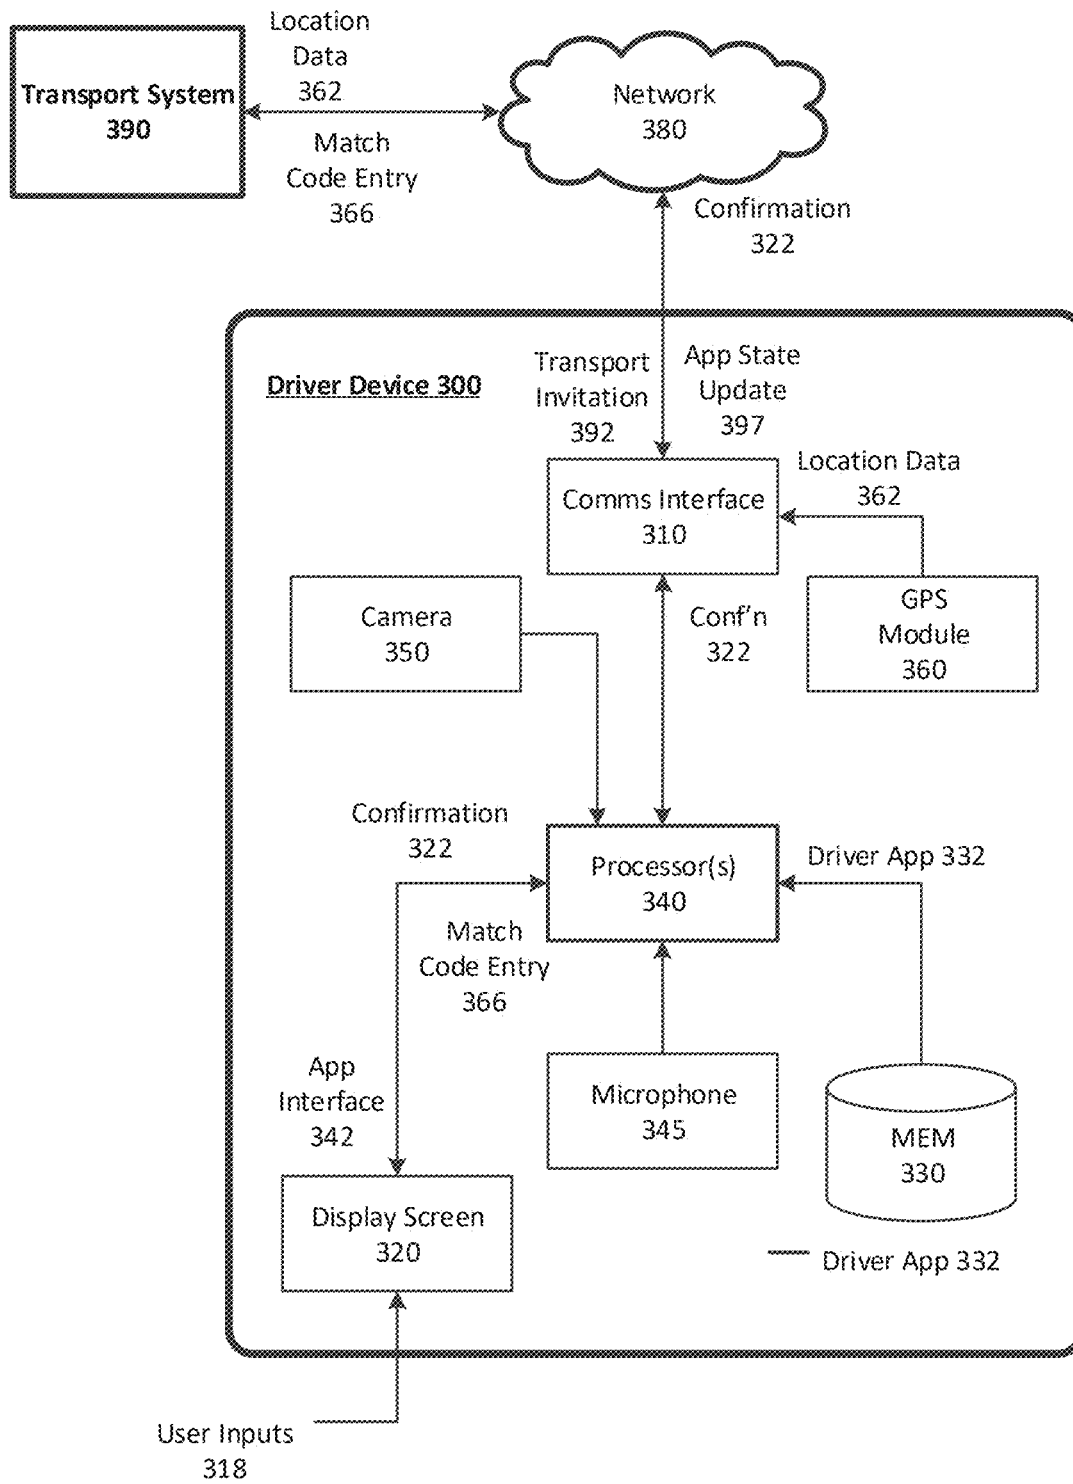 Transport System
390
Location
Data
362
Match
Code Entry
366
Network
380
Confirmation
322
Driver Device 300
Transport
Invitation
392
App State
Update
397
Comms Interface
310
Location Data
362
GPS
Module
360
Camera
350
Conf'n
322
Confirmation
322
Processor(s)
340
Driver App 332
Match
Code Entry
366
App
Interface
342
Microphone
345
MEM
330
Display Screen
320
Driver App 332
User Inputs
318